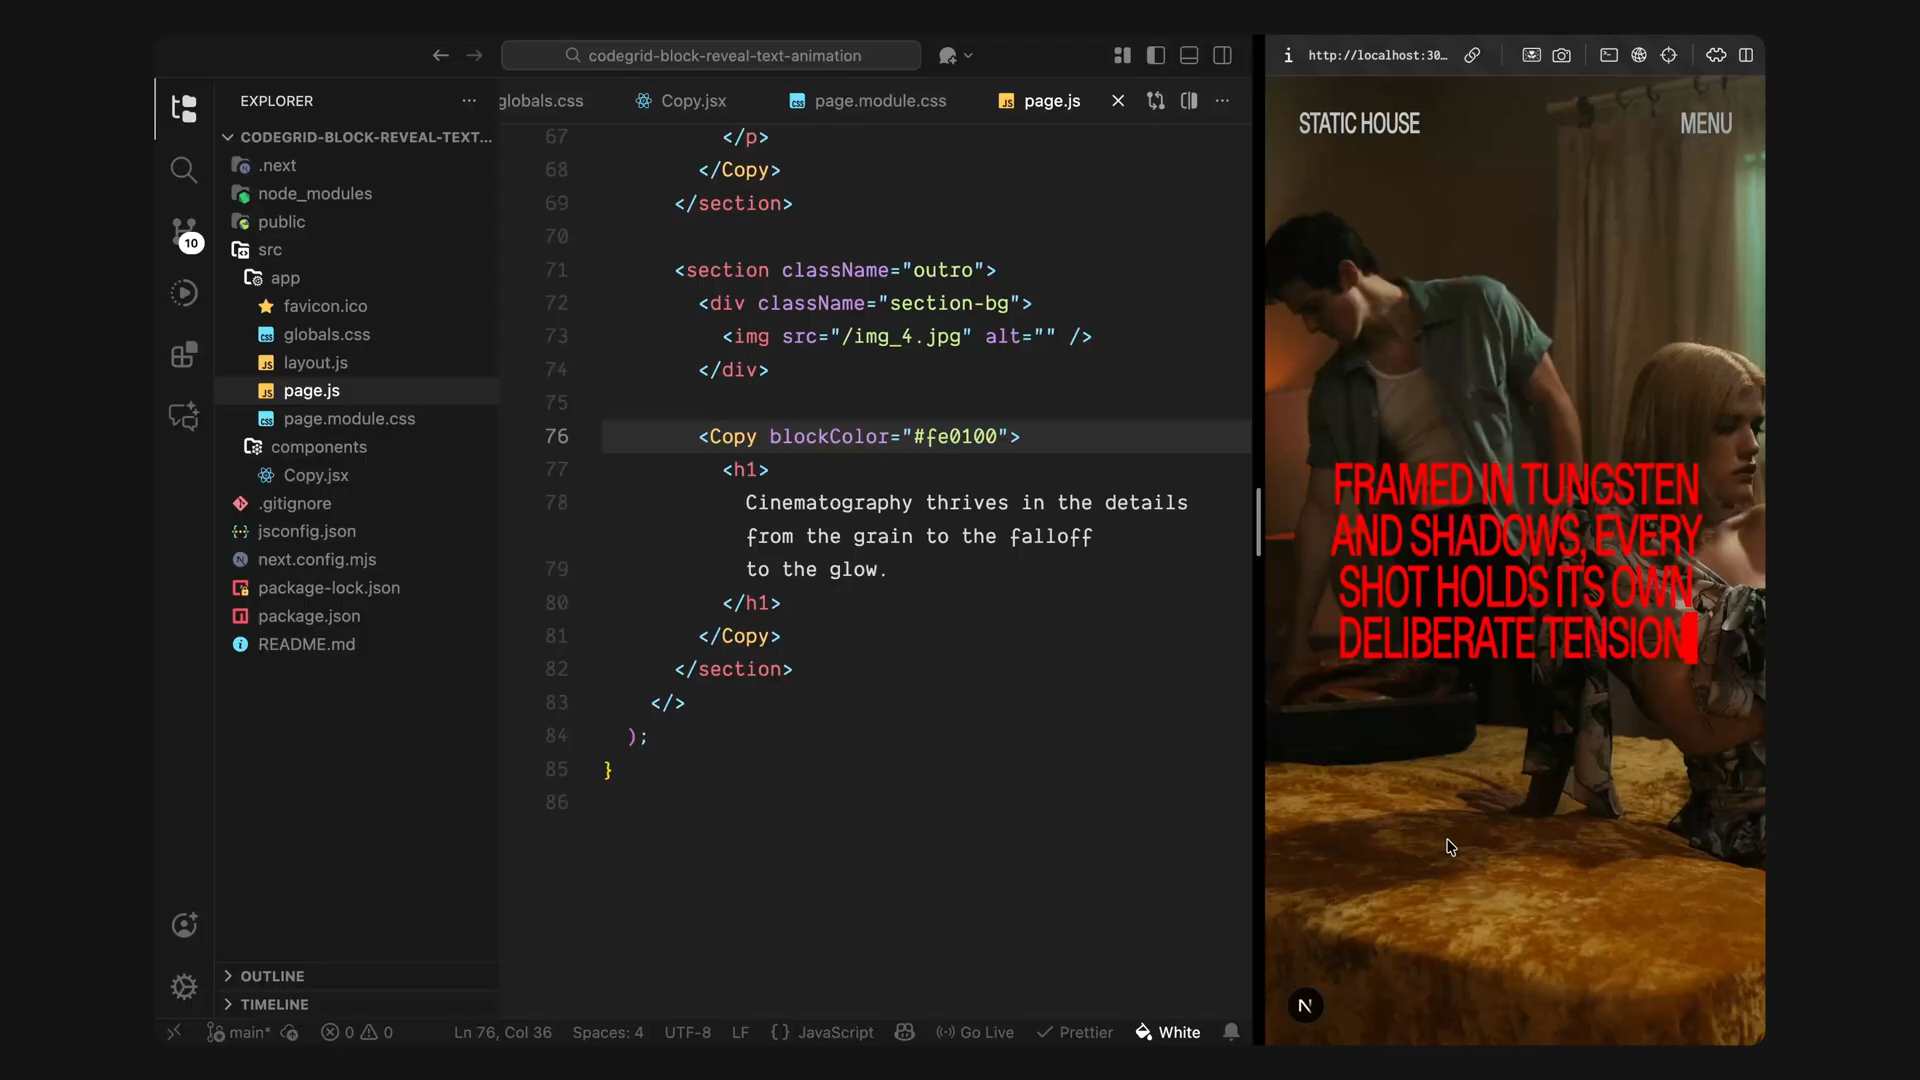 codegrid-block-reveal-text-animation
http://localhost:30…
EXPLORER
globals.css
Copy.jsx
page.module.css
page.js
CODEGRID-BLOCK-REVEAL-TEXT...
.next
node_modules
public
src
app
favicon.ico
globals.css
layout.js
page.js
page.module.css
components
Copy.jsx
.gitignore
jsconfig.json
next.config.mjs
package-lock.json
package.json
README.md
OUTLINE
TIMELINE
10
67 </p>
68 </Copy>
69 </section>
70
71 <section className="outro">
72 <div className="section-bg">
73 <img src="/img_4.jpg" alt="" />
74 </div>
75
76 <Copy blockColor="#fe0100">
77 <h1>
78 Cinematography thrives in the details
from the grain to the falloff
79 to the glow.
80 </h1>
81 </Copy>
82 </section>
83 </>
84 );
85 }
86
STATIC HOUSE
MENU
FRAMED IN TUNGSTEN
AND SHADOWS, EVERY
SHOT HOLDS ITS OWN
DELIBERATE TENSION
N
main*
0
0
Ln 76, Col 36
Spaces: 4
UTF-8
LF
{ } JavaScript
Go Live
Prettier
White